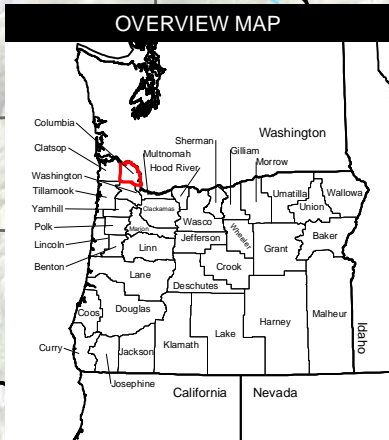 OVERVIEW MAP
Columbia
Clatsop
Washington
Tillamook
Yamhill
Polk
Lincoln
Benton
Multnomah
Hood River
Sherman
Gilliam
Morrow
Washington
Umatilla
Wallowa
Union
Clackamas
Wasco
Marion
Jefferson
Wheeler
Baker
Linn
Grant
Crook
Lane
Deschutes
Coos
Douglas
Malheur
Harney
Lake
Idaho
Curry
Jackson
Klamath
Josephine
California
Nevada